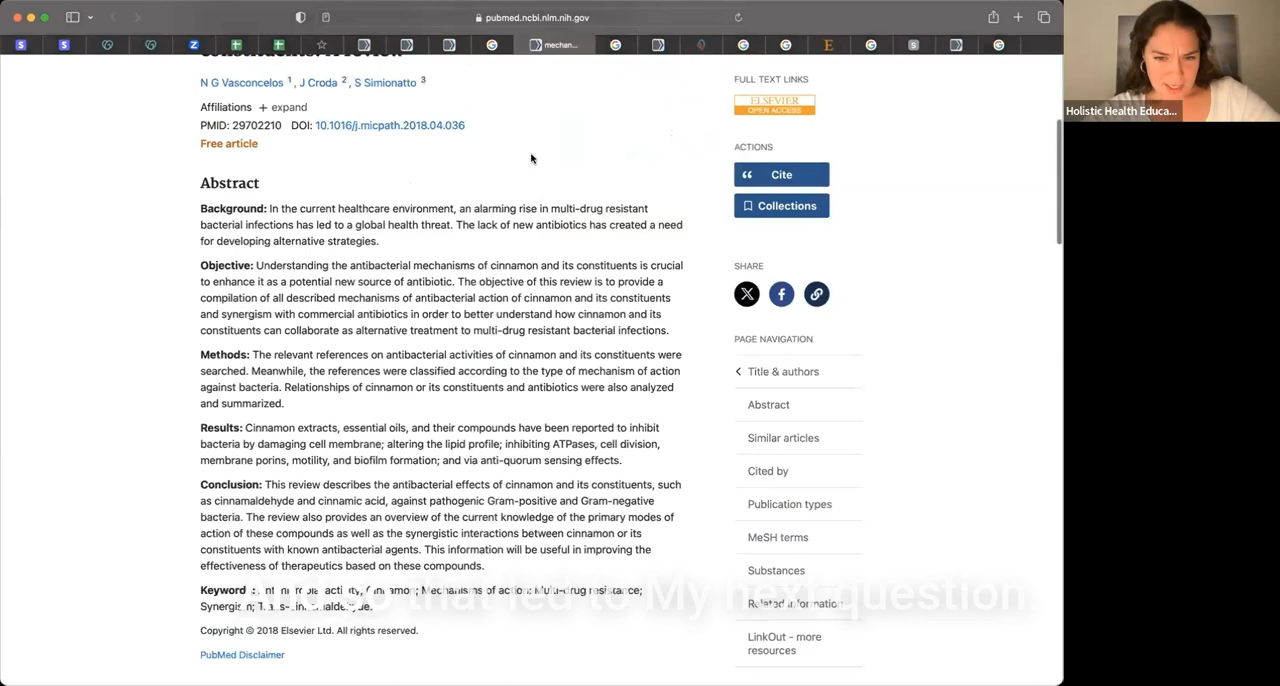 pubmed.ncbi.nlm.nih.gov
mechan...
N G Vasconcelos 1, J Croda 2, S Simionatto 3
Affiliations + expand
PMID: 29702210 DOI: 10.1016/j.micpath.2018.04.036
Free article
Abstract
Background: In the current healthcare environment, an alarming rise in multi-drug resistant
bacterial infections has led to a global health threat. The lack of new antibiotics has created a need
for developing alternative strategies.
Objective: Understanding the antibacterial mechanisms of cinnamon and its constituents is crucial
to enhance it as a potential new source of antibiotic. The objective of this review is to provide a
compilation of all described mechanisms of antibacterial action of cinnamon and its constituents
and synergism with commercial antibiotics in order to better understand how cinnamon and its
constituents can collaborate as alternative treatment to multi-drug resistant bacterial infections.
Methods: The relevant references on antibacterial activities of cinnamon and its constituents were
searched. Meanwhile, the references were classified according to the type of mechanism of action
against bacteria. Relationships of cinnamon or its constituents and antibiotics were also analyzed
and summarized.
Results: Cinnamon extracts, essential oils, and their compounds have been reported to inhibit
bacteria by damaging cell membrane; altering the lipid profile; inhibiting ATPases, cell division,
membrane porins, motility, and biofilm formation; and via anti-quorum sensing effects.
Conclusion: This review describes the antibacterial effects of cinnamon and its constituents, such
as cinnamaldehyde and cinnamic acid, against pathogenic Gram-positive and Gram-negative
bacteria. The review also provides an overview of the current knowledge of the primary modes of
action of these compounds as well as the synergistic interactions between cinnamon or its
constituents with known antibacterial agents. This information will be useful in improving the
effectiveness of therapeutics based on these compounds.
activity; Cinnamon; Mechanisms of action; Multi-drug resistance;
And so that led to My next question
Copyright © 2018 Elsevier Ltd. All rights reserved.
PubMed Disclaimer
FULL TEXT LINKS
ELSEVIER
OPEN ACCESS
ACTIONS
Cite
Collections
SHARE
PAGE NAVIGATION
Title & authors
Abstract
Similar articles
Cited by
Publication types
MeSH terms
Substances
Related information
LinkOut - more
resources
Holistic Health Educa...